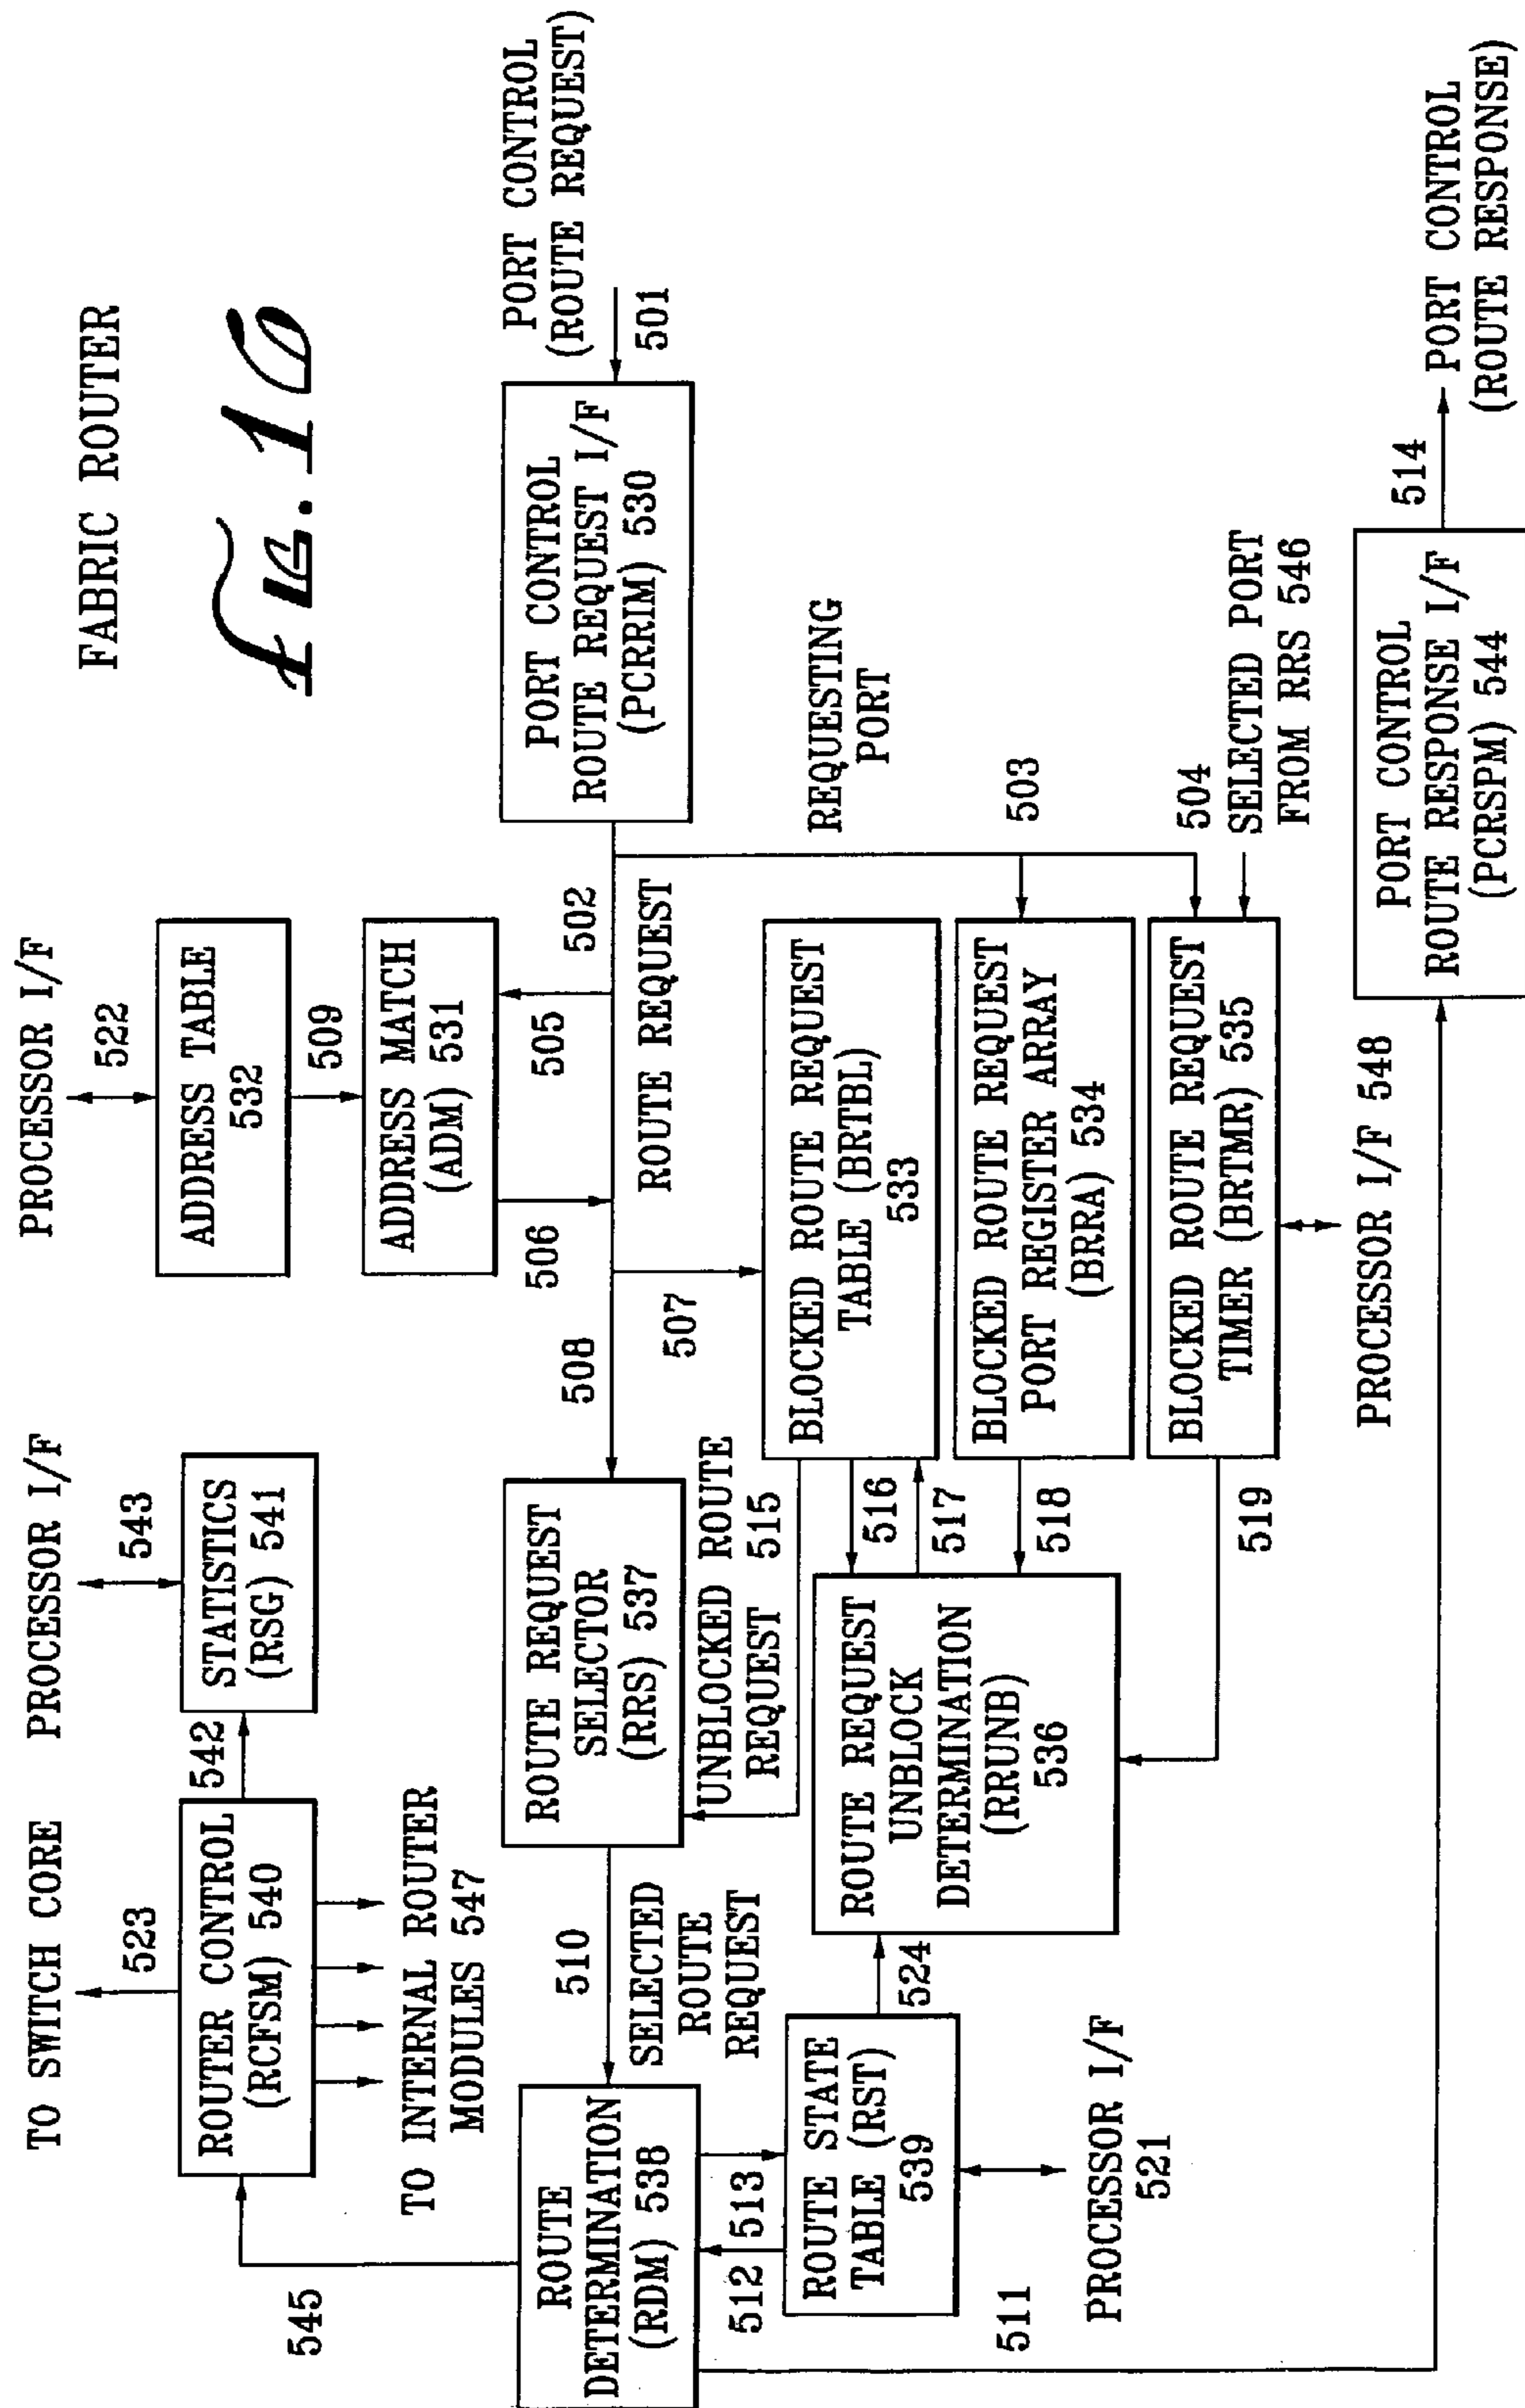 FABRIC ROUTER
FIG. 16
TO SWITCH CORE
PROCESSOR I/F
PROCESSOR I/F
523
543
522
ROUTER CONTROL
(RCFSM) 540
542
STATISTICS
(RSG) 541
ADDRESS TABLE
532
545
509
TO INTERNAL ROUTER
MODULES 547
ADDRESS MATCH
(ADM) 531
PORT CONTROL
(ROUTE REQUEST)
501
PORT CONTROL
ROUTE REQUEST I/F
(PCRRIM) 530
506
505
502
ROUTE REQUEST
508
507
ROUTE
DETERMINATION
(RDM) 538
510
SELECTED
ROUTE
REQUEST
ROUTE REQUEST
SELECTOR
(RRS) 537
UNBLOCKED ROUTE
REQUEST 515
REQUESTING
PORT
512
513
ROUTE STATE
TABLE (RST)
539
524
511
PROCESSOR I/F
521
ROUTE REQUEST
UNBLOCK
DETERMINATION
(RRUNB)
536
516
517
518
519
BLOCKED ROUTE REQUEST
TABLE (BRTBL)
533
BLOCKED ROUTE REQUEST
PORT REGISTER ARRAY
(BRRA) 534
BLOCKED ROUTE REQUEST
TIMER (BRTMR) 535
503
504
SELECTED PORT
FROM RRS 546
PROCESSOR I/F 548
PORT CONTROL
ROUTE RESPONSE I/F
(PCRSPM) 544
514
PORT CONTROL
(ROUTE RESPONSE)